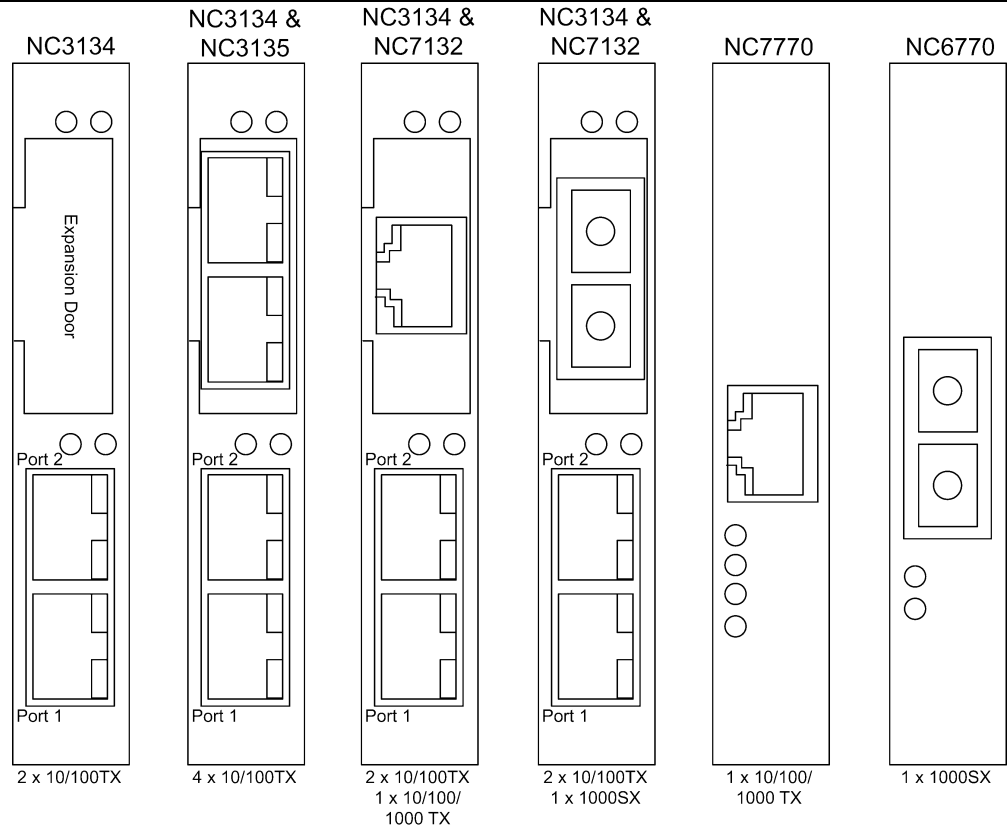 NC3134
NC3134 &
NC3135
NC3134 &
NC7132
NC3134 &
NC7132
NC7770
NC6770
Expansion Door
Port 2
Port 2
Port 2
Port 2
Port 1
Port 1
Port 1
Port 1
2 x 10/100TX
4 x 10/100TX
2 x 10/100TX
1 x 10/100/
1000 TX
2 x 10/100TX
1 x 1000SX
1 x 10/100/
1000 TX
1 x 1000SX